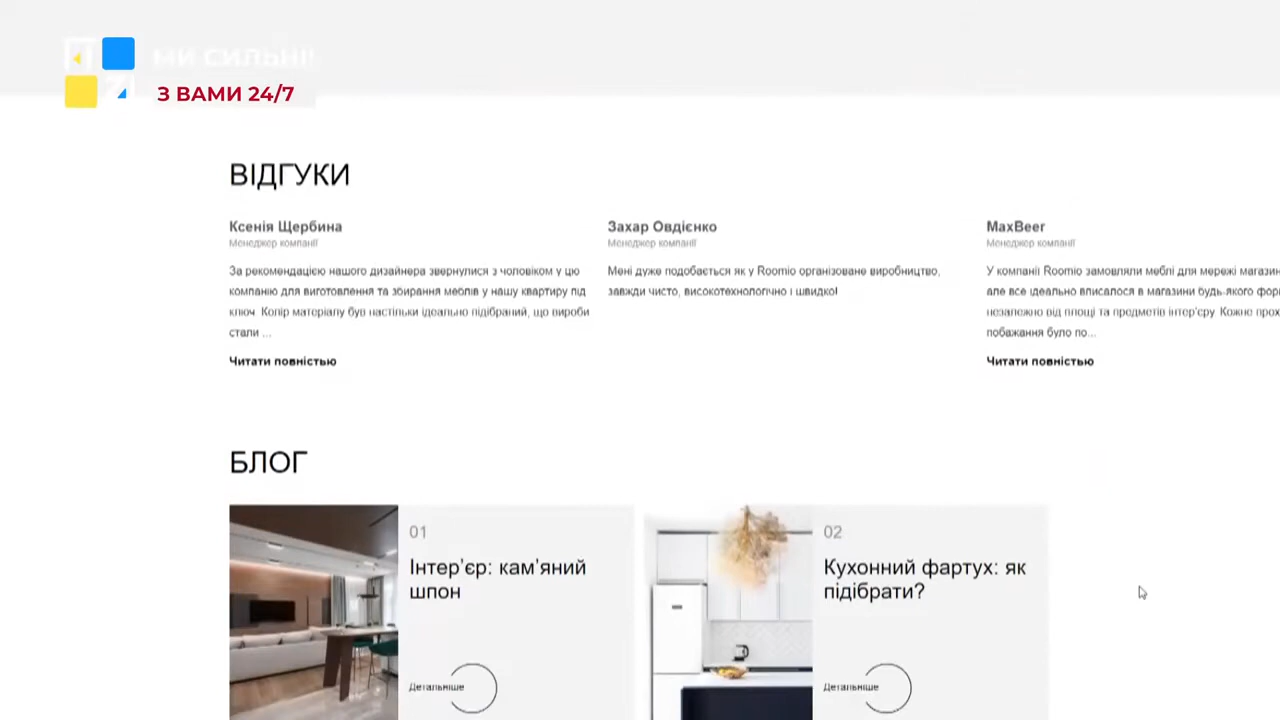 МИ СИЛЬНІ!
З ВАМИ 24/7
ВІДГУКИ
Ксенія Щербина
Менеджер компанії
За рекомендацією нашого дизайнера звернулися з чоловіком у цю
компанію для виготовлення та збирання меблів у нашу квартиру під
ключ. Колір матеріалу був настільки ідеально підібраний, що вироби
стали ...
Читати повністью
Захар Овдієнко
Менеджер компанії
Мені дуже подобається як у Roomio організоване виробництво,
завжди чисто, високотехнологічно і швидко!
MaxBeer
Менеджер компанії
У компанії Roomio замовляли меблі для мережі магазин
але все ідеально вписалося в магазини будь-якого фор
незалежно від площі та предметів інтер'єру. Кожне прох
побажання було по...
Читати повністью
БЛОГ
01
Інтер’єр: кам’яний
шпон
Детальніше
02
Кухонний фартух: як
підібрати?
Детальніше